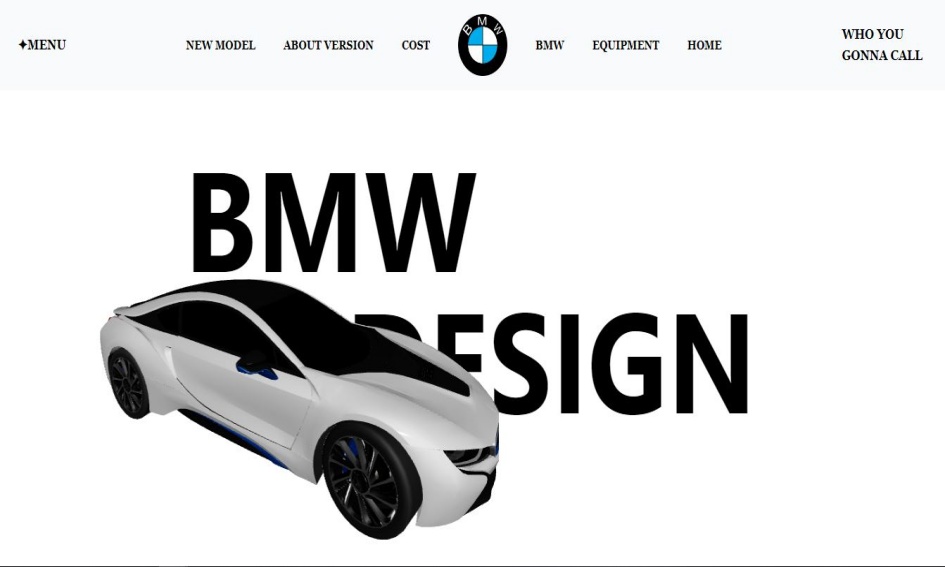 ✦MENU
NEW MODEL
ABOUT VERSION
COST
BMW
BMW
EQUIPMENT
HOME
WHO YOU
GONNA CALL
BMW
DESIGN